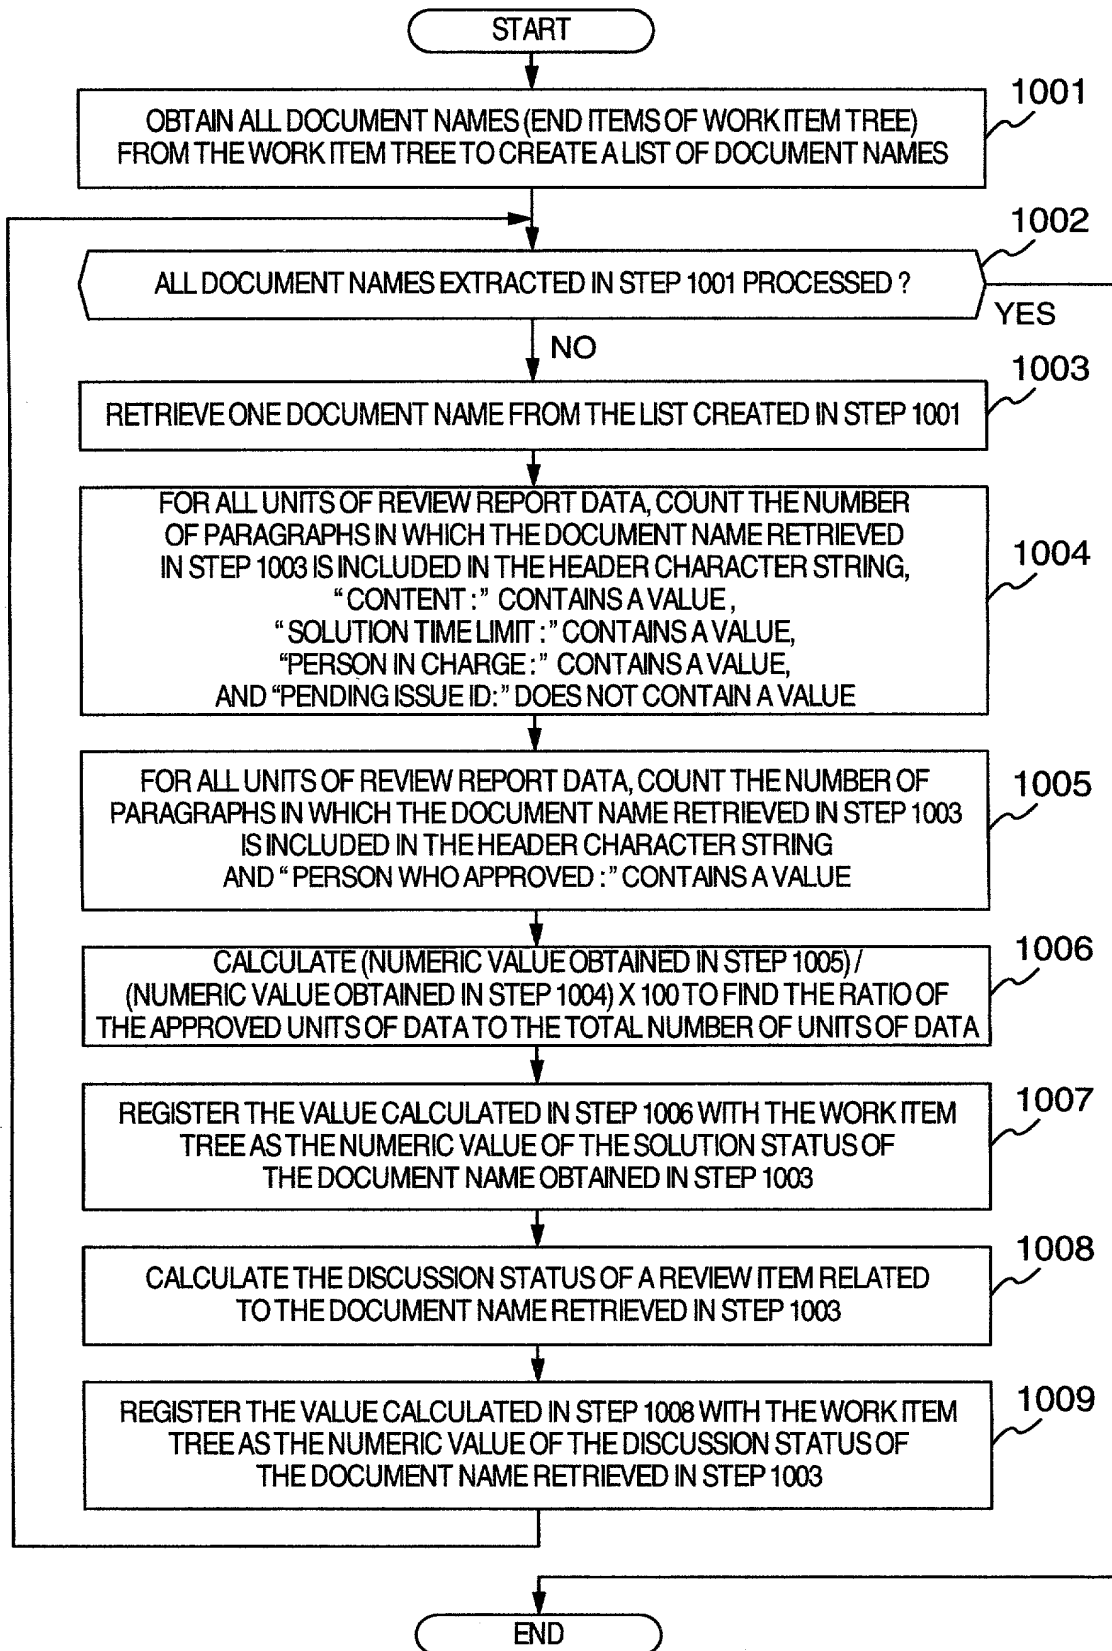 START
1001
OBTAIN ALL DOCUMENT NAMES (END ITEMS OF WORK ITEM TREE)
FROM THE WORK ITEM TREE TO CREATE A LIST OF DOCUMENT NAMES
1002
ALL DOCUMENT NAMES EXTRACTED IN STEP 1001 PROCESSED ?
YES
NO
1003
RETRIEVE ONE DOCUMENT NAME FROM THE LIST CREATED IN STEP 1001
1004
FOR ALL UNITS OF REVIEW REPORT DATA, COUNT THE NUMBER
OF PARAGRAPHS IN WHICH THE DOCUMENT NAME RETRIEVED
IN STEP 1003 IS INCLUDED IN THE HEADER CHARACTER STRING,
“CONTENT :” CONTAINS A VALUE ,
“SOLUTION TIME LIMIT :” CONTAINS A VALUE,
“PERSON IN CHARGE :” CONTAINS A VALUE,
AND “PENDING ISSUE ID:” DOES NOT CONTAIN A VALUE
1005
FOR ALL UNITS OF REVIEW REPORT DATA, COUNT THE NUMBER OF
PARAGRAPHS IN WHICH THE DOCUMENT NAME RETRIEVED IN STEP 1003
IS INCLUDED IN THE HEADER CHARACTER STRING
AND “ PERSON WHO APPROVED :” CONTAINS A VALUE
1006
CALCULATE (NUMERIC VALUE OBTAINED IN STEP 1005) /
(NUMERIC VALUE OBTAINED IN STEP 1004) X 100 TO FIND THE RATIO OF
THE APPROVED UNITS OF DATA TO THE TOTAL NUMBER OF UNITS OF DATA
1007
REGISTER THE VALUE CALCULATED IN STEP 1006 WITH THE WORK ITEM
TREE AS THE NUMERIC VALUE OF THE SOLUTION STATUS OF
THE DOCUMENT NAME OBTAINED IN STEP 1003
1008
CALCULATE THE DISCUSSION STATUS OF A REVIEW ITEM RELATED
TO THE DOCUMENT NAME RETRIEVED IN STEP 1003
1009
REGISTER THE VALUE CALCULATED IN STEP 1008 WITH THE WORK ITEM
TREE AS THE NUMERIC VALUE OF THE DISCUSSION STATUS OF
THE DOCUMENT NAME RETRIEVED IN STEP 1003
END